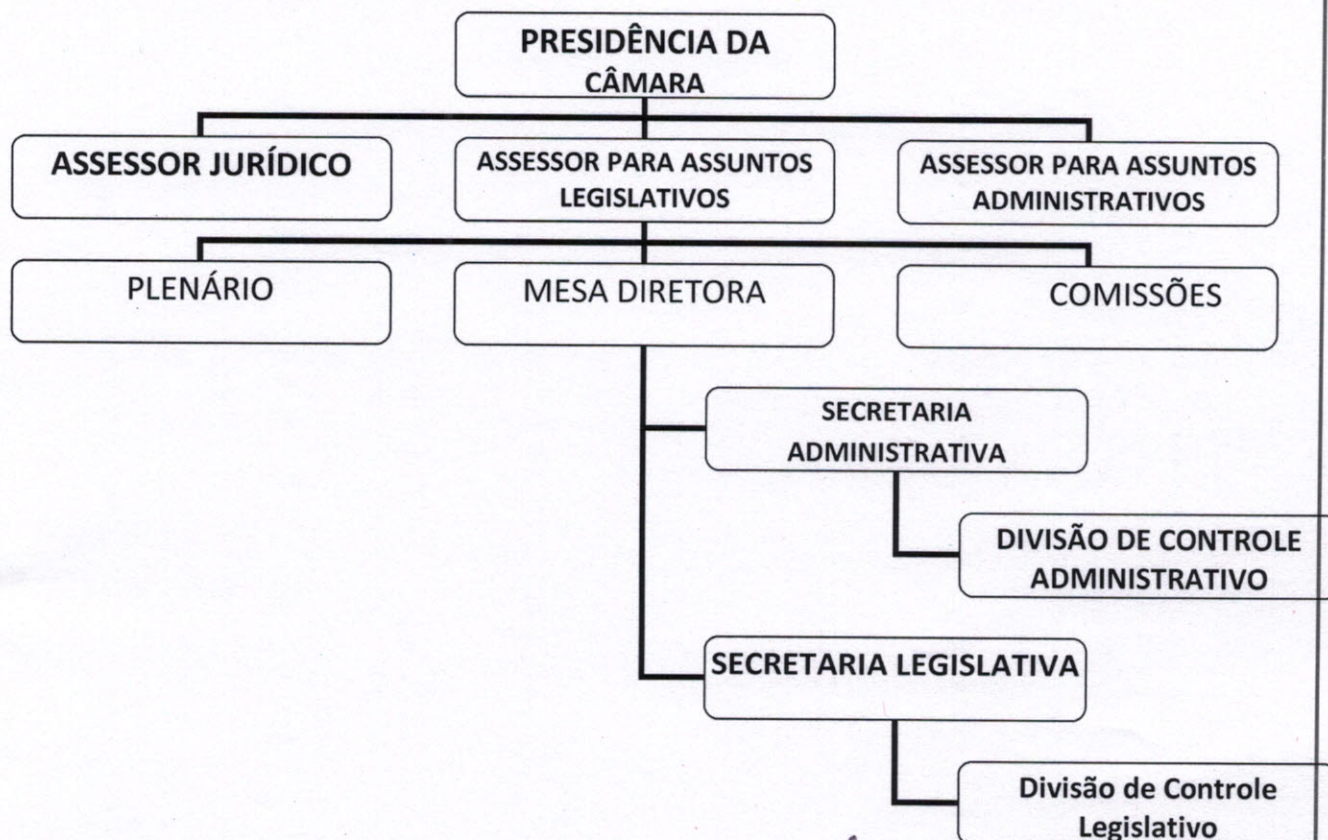 PRESIDÊNCIA DA
CÂMARA
ASSESSOR JURÍDICO
ASSESSOR PARA ASSUNTOS
LEGISLATIVOS
ASSESSOR PARA ASSUNTOS
ADMINISTRATIVOS
PLENÁRIO
MESA DIRETORA
COMISSÕES
SECRETARIA
ADMINISTRATIVA
DIVISÃO DE CONTROLE
ADMINISTRATIVO
SECRETARIA LEGISLATIVA
Divisão de Controle
Legislativo